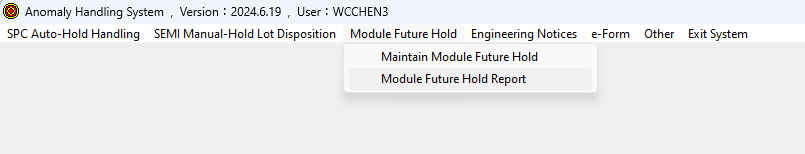 Anomaly Handling System , Version：2024.6.19 , User：WCCHEN3
SPC Auto-Hold Handling SEMI Manual-Hold Lot Disposition Module Future Hold Engineering Notices e-Form Other Exit System
Maintain Module Future Hold
Module Future Hold Report